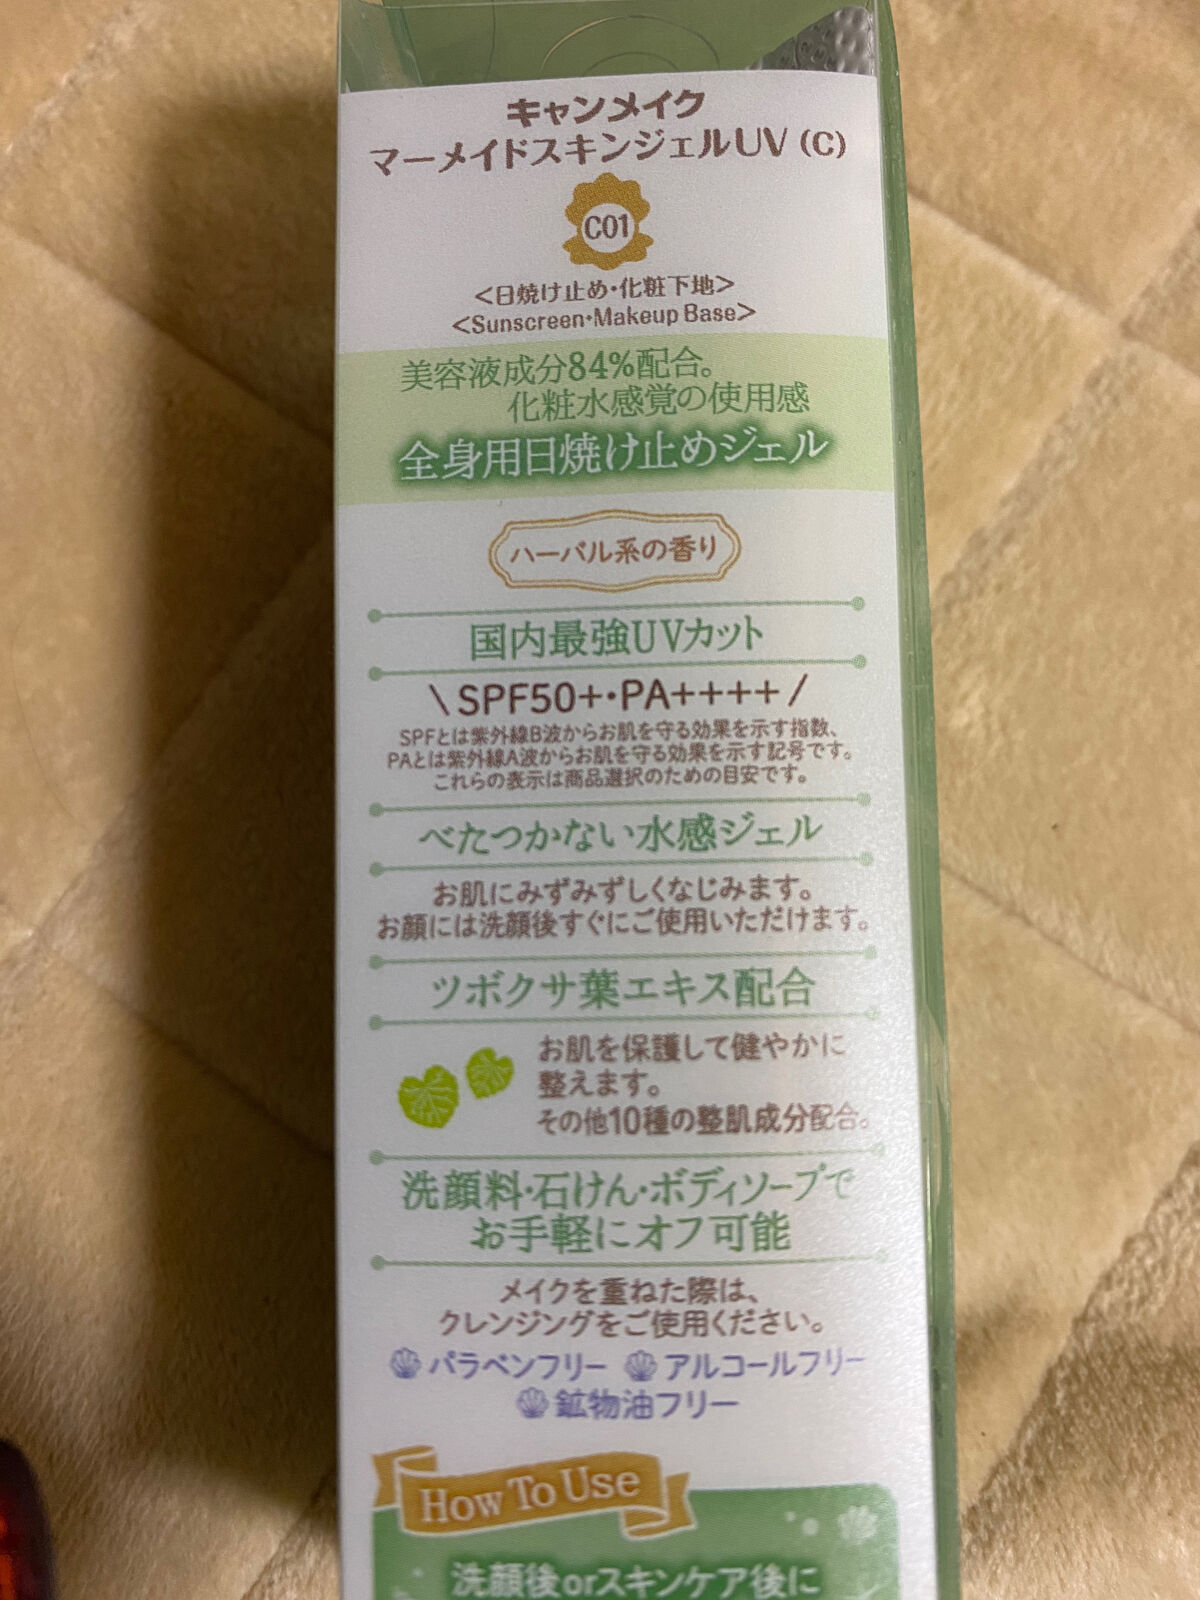 キャンメイク
マーメイドスキンジェルUV (C)
C01
<日焼け止め・化粧下地>
<Sunscreen・Makeup Base>
美容液成分84%配合。
化粧水感覚の使用感
全身用日焼け止めジェル
ハーバル系の香り
国内最強UVカット
\ SPF50+・PA++++ /
SPFとは紫外線B波からお肌を守る効果を示す指数、
PAとは紫外線A波からお肌を守る効果を示す記号です。
これらの表示は商品選択のための目安です。
べたつかない水感ジェル
お肌にみずみずしくなじみます。
お顔には洗顔後すぐにご使用いただけます。
ツボクサ葉エキス配合
お肌を保護して健やかに
整えます。
その他10種の整肌成分配合。
洗顔料・石けん・ボディソープで
お手軽にオフ可能
メイクを重ねた際は、
クレンジングをご使用ください。
パラベンフリー アルコールフリー
鉱物油フリー
How To Use
洗顔後orスキンケア後に